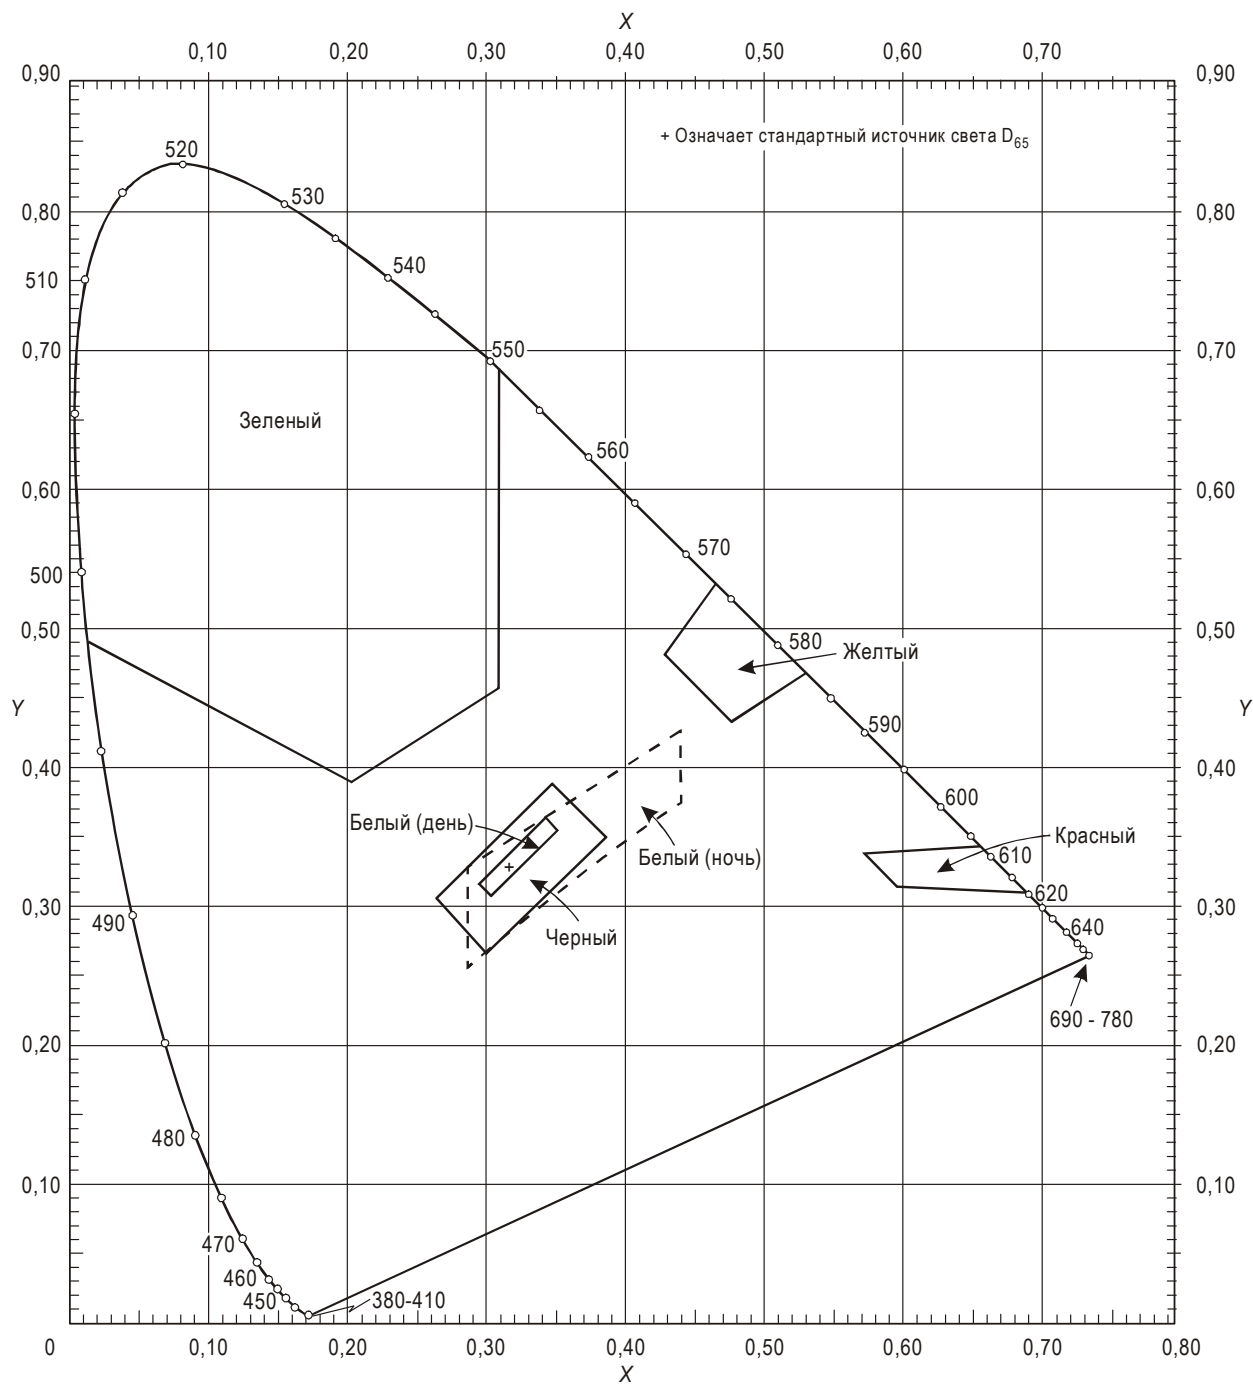 X
0,10 0,20 0,30 0,40 0,50 0,60 0,70
0,90 0,90
+ Означает стандартный источник света D65
520
530
0,80 0,80
540
510
550
0,70 0,70
Зеленый
560
0,60 0,60
570
500
0,50 0,50
580
Желтый
Y Y
590
0,40 0,40
600
Белый (день)
Красный
Белый (ночь)
610
620
0,30 0,30
490
640
Черный
690 - 780
0,20 0,20
480
0,10 0,10
470
460
450
380-410
0 0,10 0,20 0,30 0,40 0,50 0,60 0,70 0,80
X